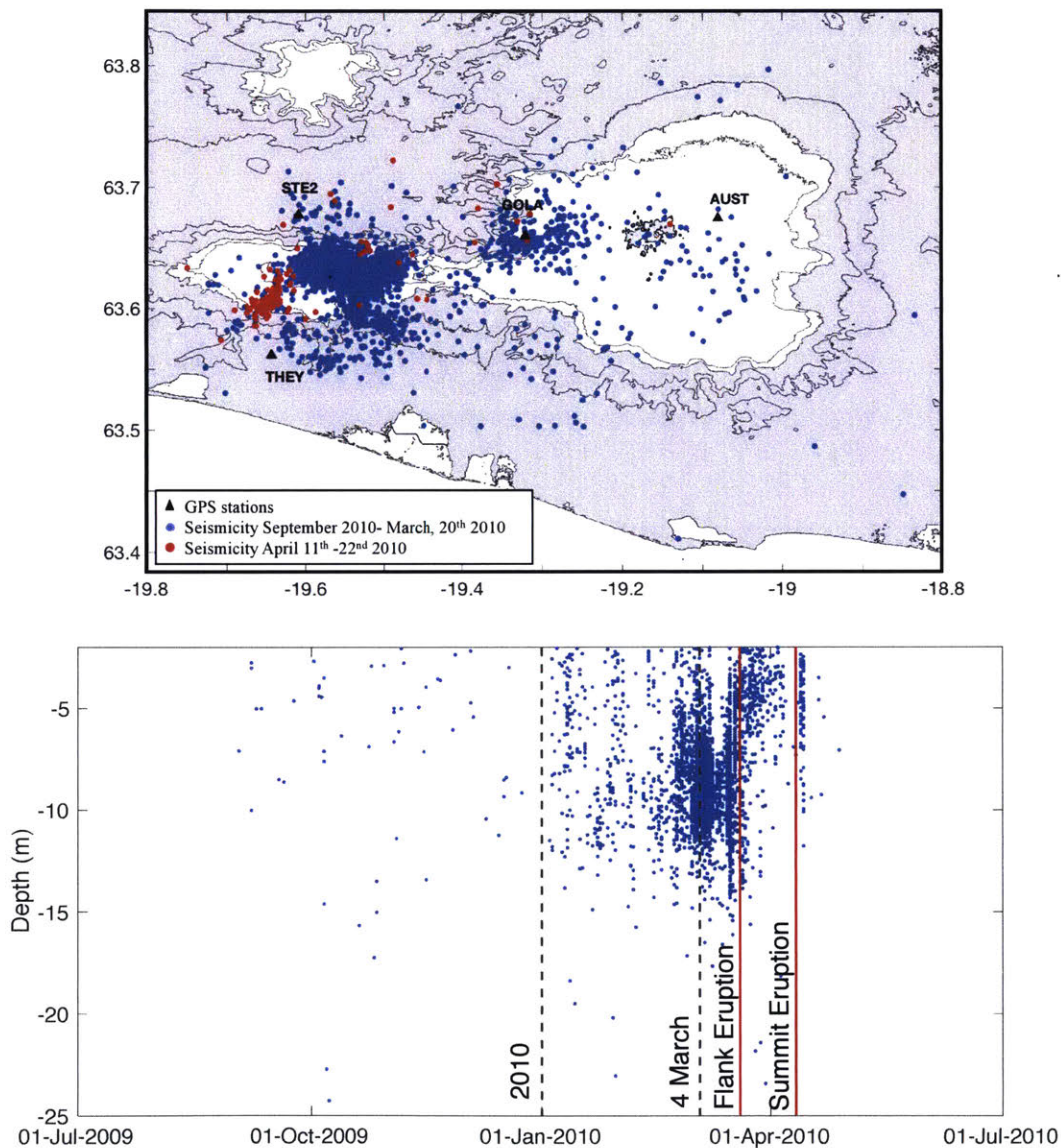 63.8
63.7
63.6
63.5
63.4
STE2
GOLA
AUST
THEY
▲ GPS stations
● Seismicity September 2010- March, 20th 2010
● Seismicity April 11th -22nd 2010
-19.8 -19.6 -19.4 -19.2 -19 -18.8
Depth (m)
-5
-10
-15
-20
-25
2010
4 March
Flank Eruption
Summit Eruption
01-Jul-2009 01-Oct-2009 01-Jan-2010 01-Apr-2010 01-Jul-2010